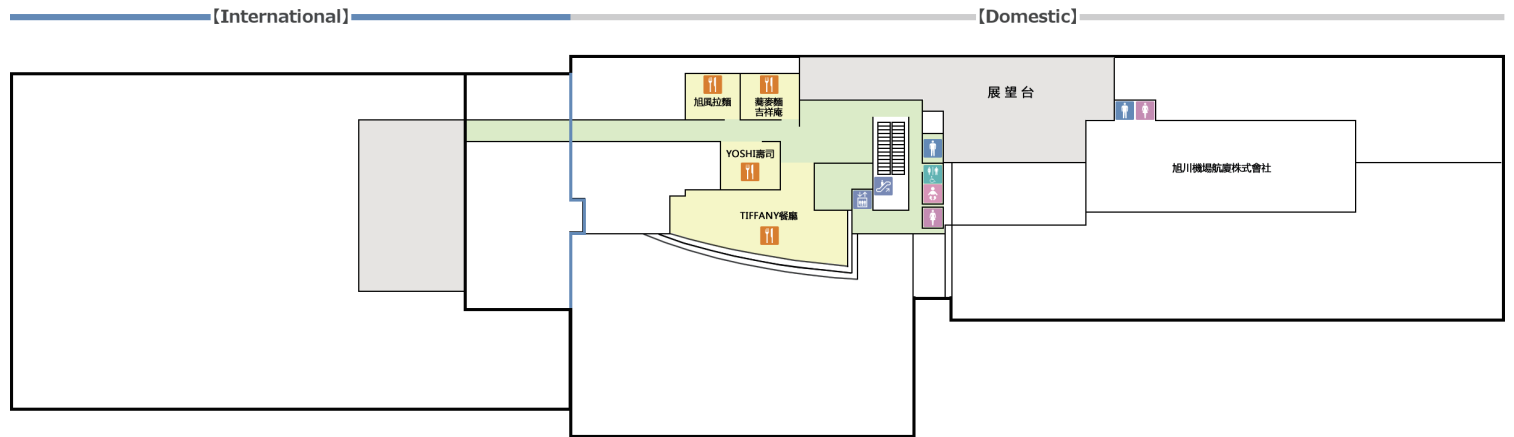 【International】
【Domestic】
展望台
旭風拉麵
蕎麥麵
吉祥庵
YOSHI壽司
旭川機場航廈株式會社
TIFFANY餐廳